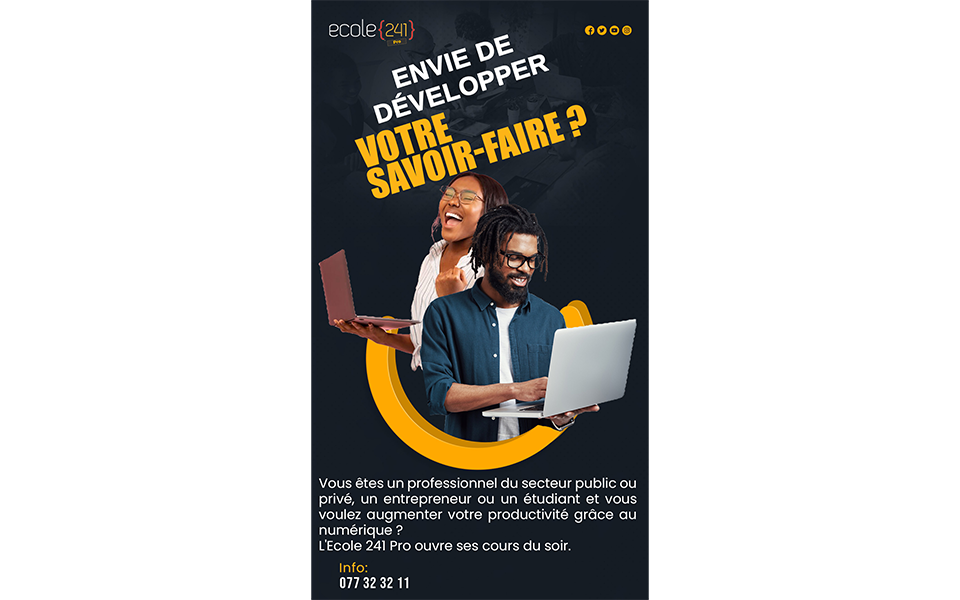 ecole{241}
pro
ENVIE DE
DÉVELOPPER
VOTRE
SAVOIR-FAIRE ?
Vous êtes un professionnel du secteur public ou
privé, un entrepreneur ou un étudiant et vous
voulez augmenter votre productivité grâce au
numérique ?
L'Ecole 241 Pro ouvre ses cours du soir.
Info:
077 32 32 11